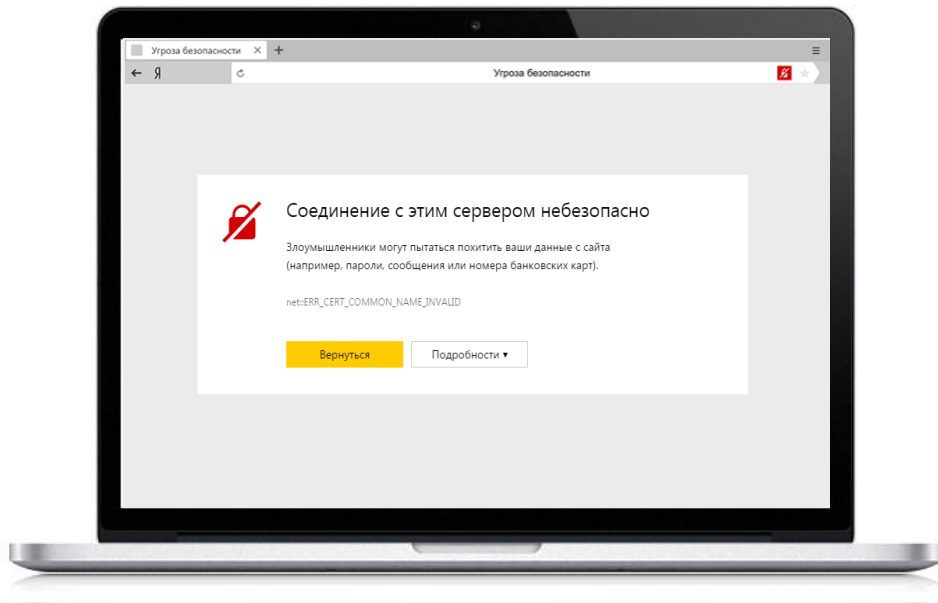 Угроза безопасности
Я
Угроза безопасности
Соединение с этим сервером небезопасно
Злоумышленники могут пытаться похитить ваши данные с сайта
(например, пароли, сообщения или номера банковских карт).
net::ERR_CERT_COMMON_NAME_INVALID
Вернуться Подробности ▾